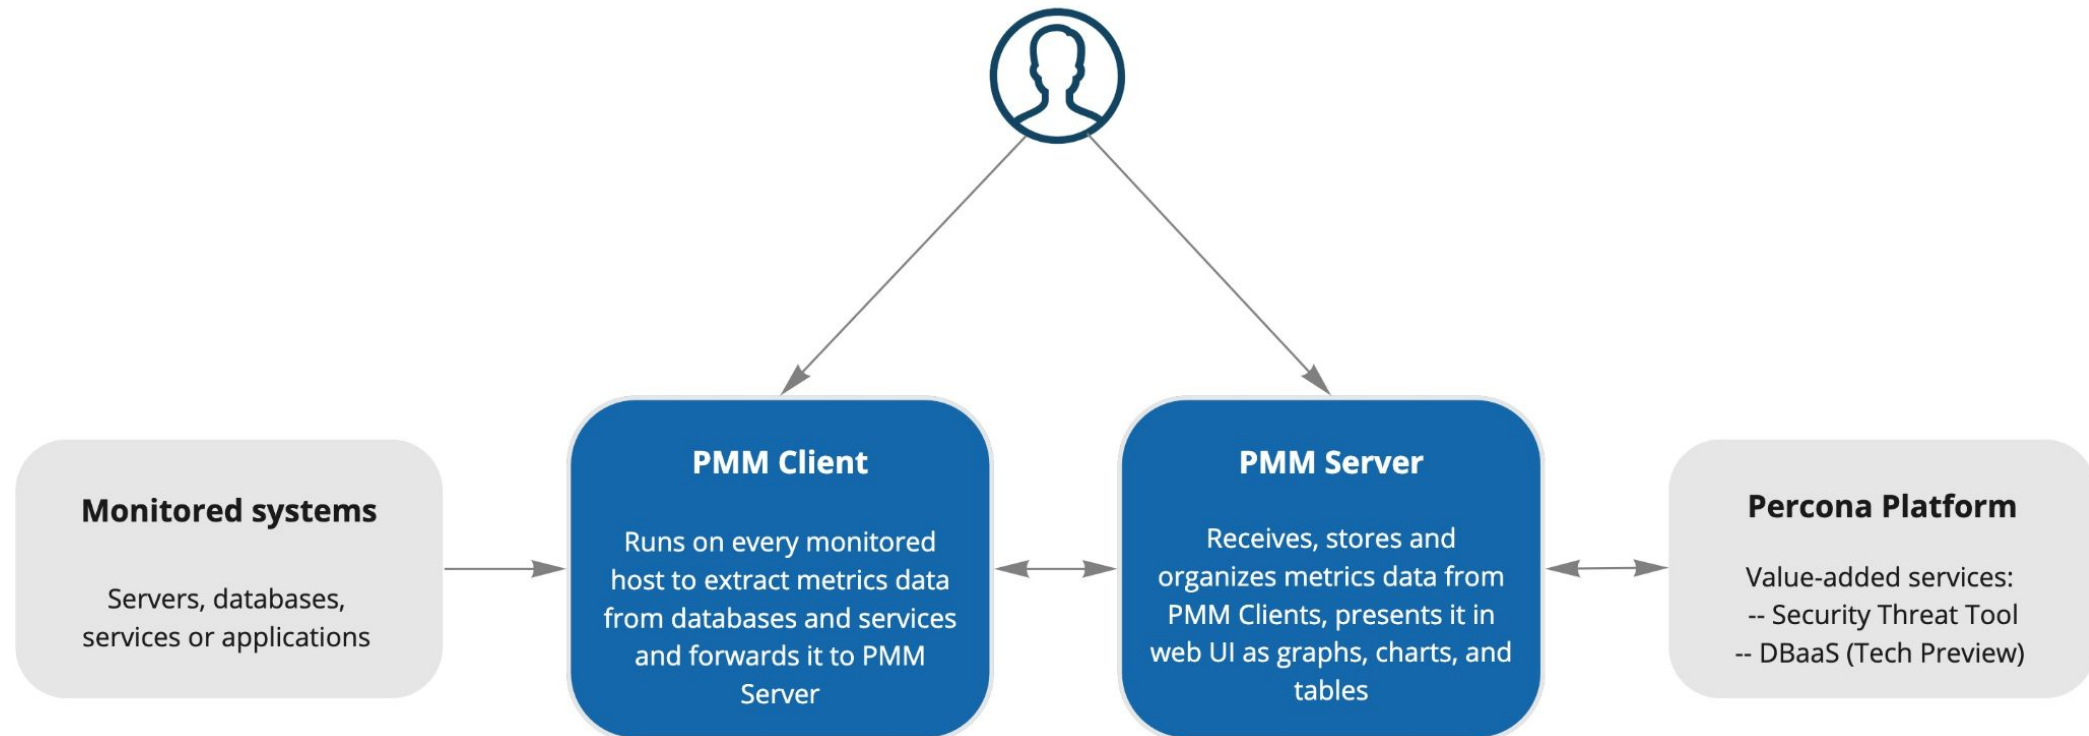 Monitored systems
Servers, databases,
services or applications
PMM Client
Runs on every monitored
host to extract metrics data
from databases and services
and forwards it to PMM
Server
PMM Server
Receives, stores and
organizes metrics data from
PMM Clients, presents it in
web UI as graphs, charts, and
tables
Percona Platform
Value-added services:
-- Security Threat Tool
-- DBaaS (Tech Preview)